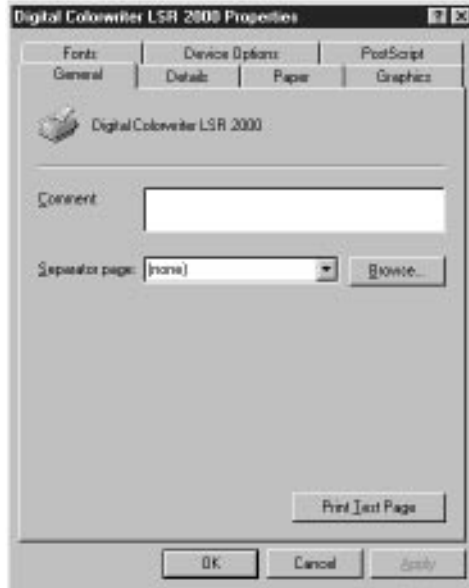 Digital Colorwriter LSR 2000 Properties
Fonts Device Options PostScript
General Details Paper Graphics
Digital Colorwriter LSR 2000
Comment
Separator page: (none) Browse...
Print Test Page
OK Cancel Apply